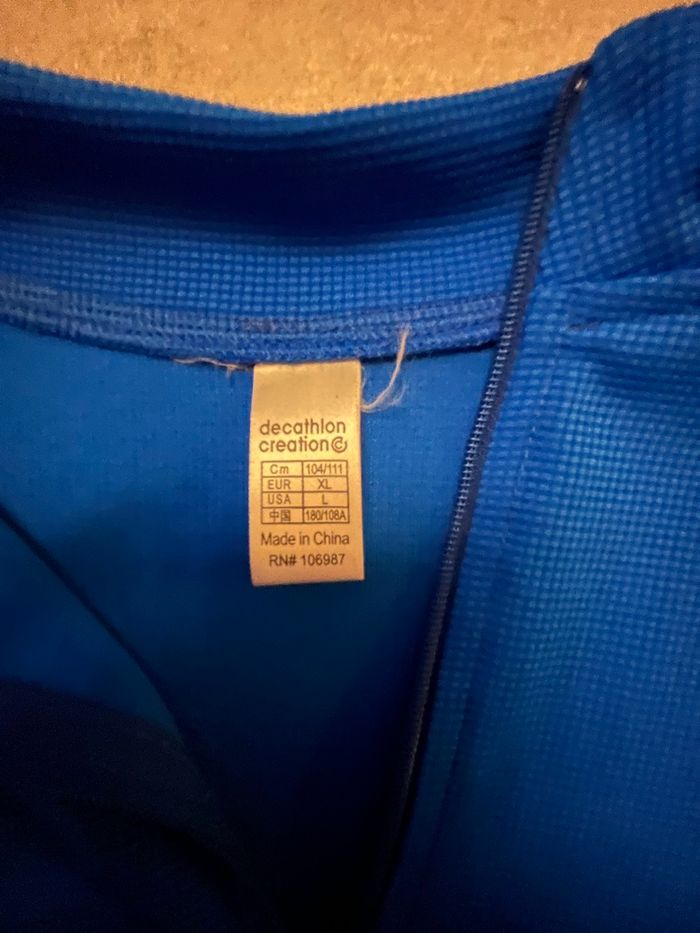 decathlon
creation
Cm 104/111
EUR XL
USA L
中国 180/108A
Made in China
RN# 106987